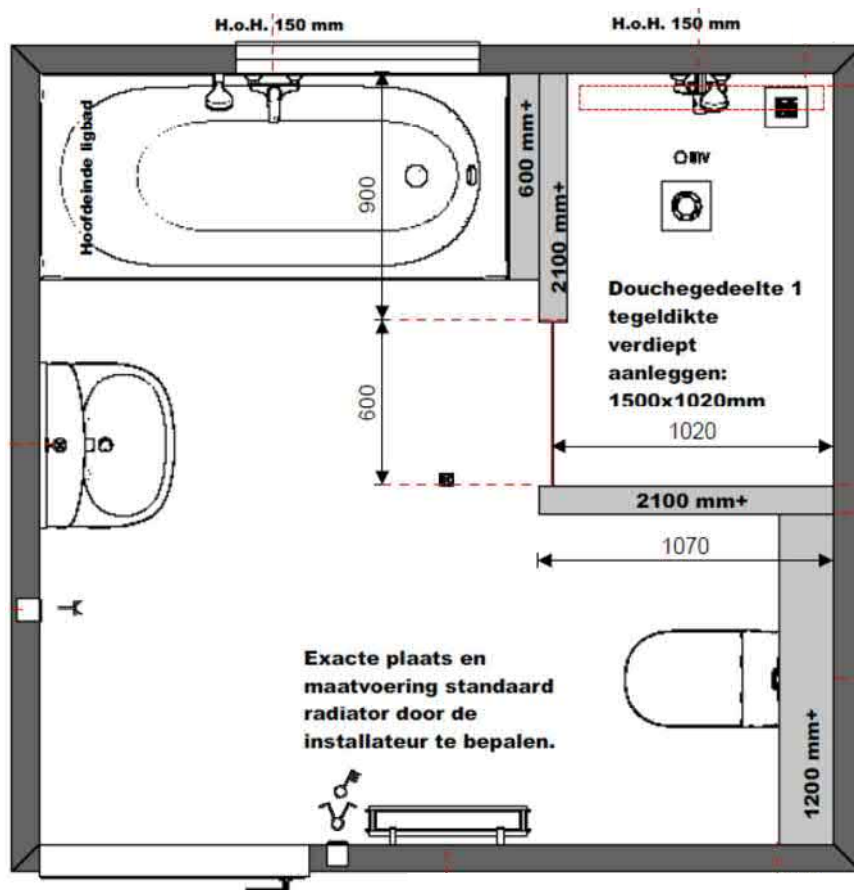 H.o.H. 150 mm
H.o.H. 150 mm
Hoofdeinde ligbad
900
600 mm+
2100 mm+
Douchegedeelte 1
tegeldikte
verdiept
aanleggen:
1500x1020mm
600
1020
2100 mm+
1070
Exacte plaats en
maatvoering standaard
radiator door de
installateur te bepalen.
1200 mm+